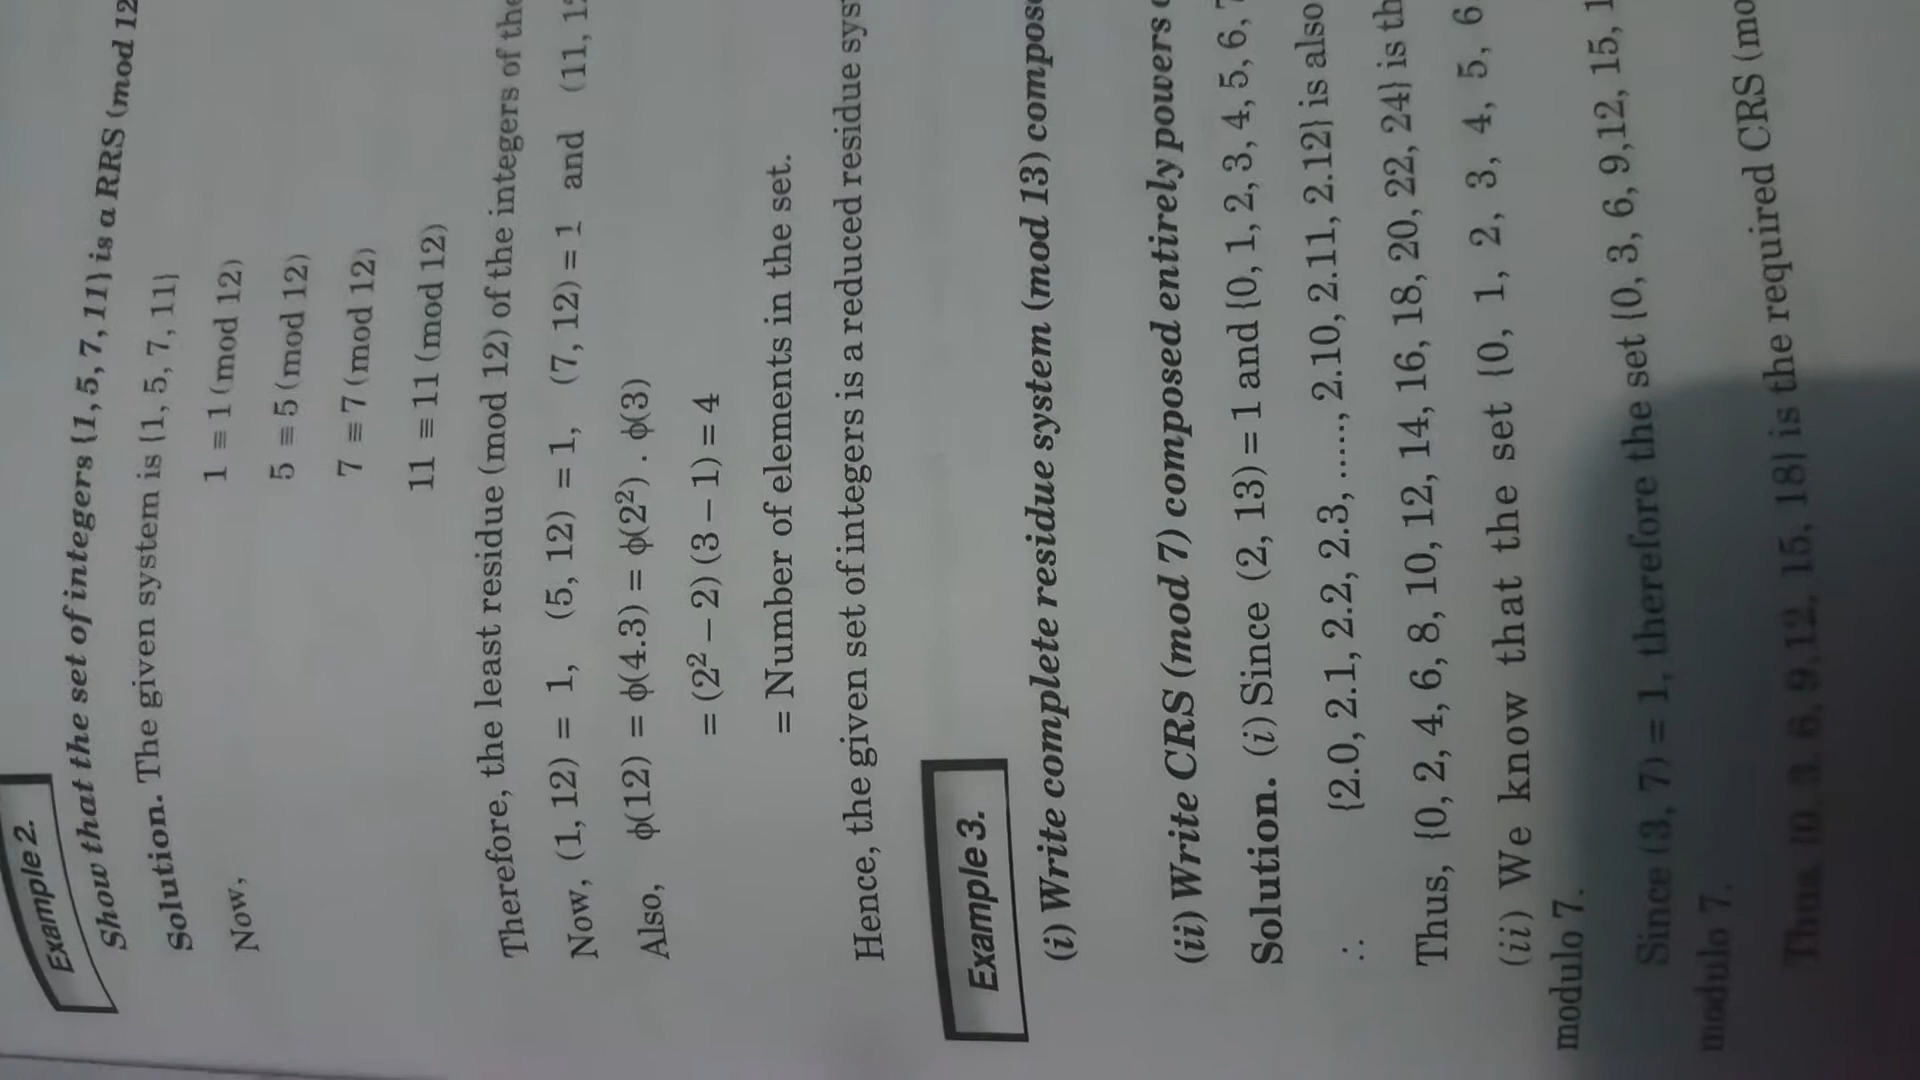 Example 2.
Show that the set of integers {1, 5, 7, 11} is a RRS (mod 12
Solution. The given system is {1, 5, 7, 11}
Now, 1 ≡ 1 (mod 12)
5 ≡ 5 (mod 12)
7 ≡ 7 (mod 12)
11 ≡ 11 (mod 12)
Therefore, the least residue (mod 12) of the integers of the
Now, (1, 12) = 1, (5, 12) = 1, (7, 12) = 1 and (11, 1
Also, ϕ(12) = ϕ(4.3) = ϕ(2²) . ϕ(3)
= (2² – 2) (3 – 1) = 4
= Number of elements in the set.
Hence, the given set of integers is a reduced residue sys
Example 3.
(i) Write complete residue system (mod 13) compos
(ii) Write CRS (mod 7) composed entirely powers
Solution. (i) Since (2, 13) = 1 and {0, 1, 2, 3, 4, 5, 6,
∴ {2.0, 2.1, 2.2, 2.3, ......, 2.10, 2.11, 2.12} is also
Thus, {0, 2, 4, 6, 8, 10, 12, 14, 16, 18, 20, 22, 24} is th
(ii) We know that the set {0, 1, 2, 3, 4, 5, 6
modulo 7.
Since (3, 7) = 1, therefore the set {0, 3, 6, 9,12, 15, 1
modulo 7.
Thus, {0, 3, 6, 9,12, 15, 18} is the required CRS (mo